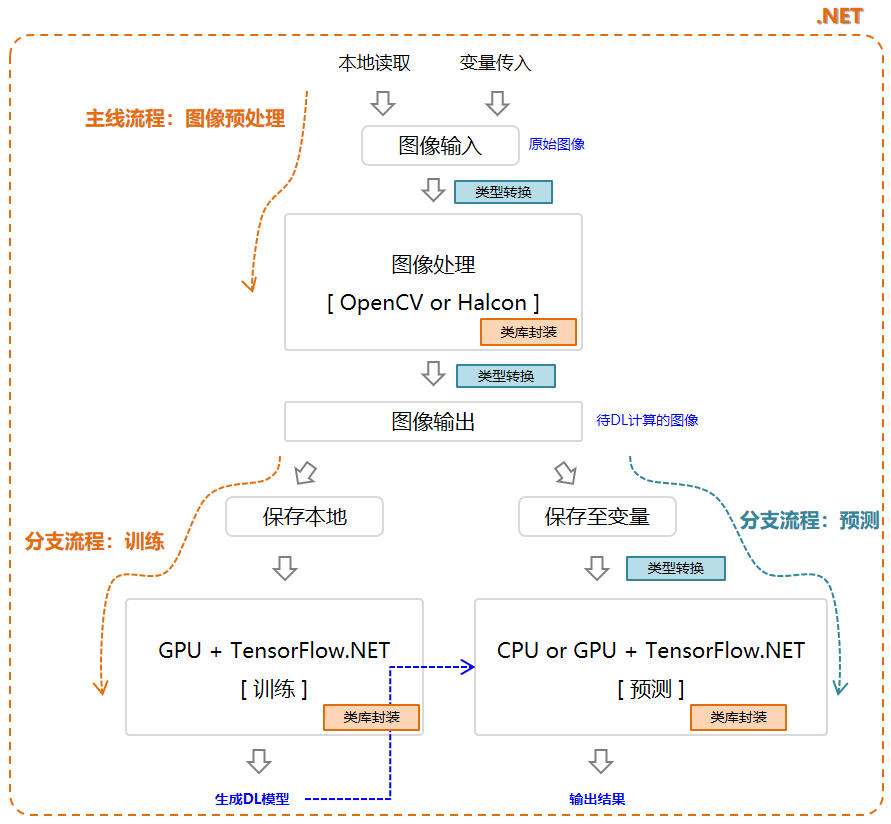 .NET
本地读取
变量传入
主线流程：图像预处理
图像输入
原始图像
类型转换
图像处理
[ OpenCV or Halcon ]
类库封装
类型转换
图像输出
待DL计算的图像
保存本地
保存至变量
分支流程：训练
分支流程：预测
类型转换
GPU + TensorFlow.NET
[ 训练 ]
类库封装
CPU or GPU + TensorFlow.NET
[ 预测 ]
类库封装
生成DL模型
输出结果